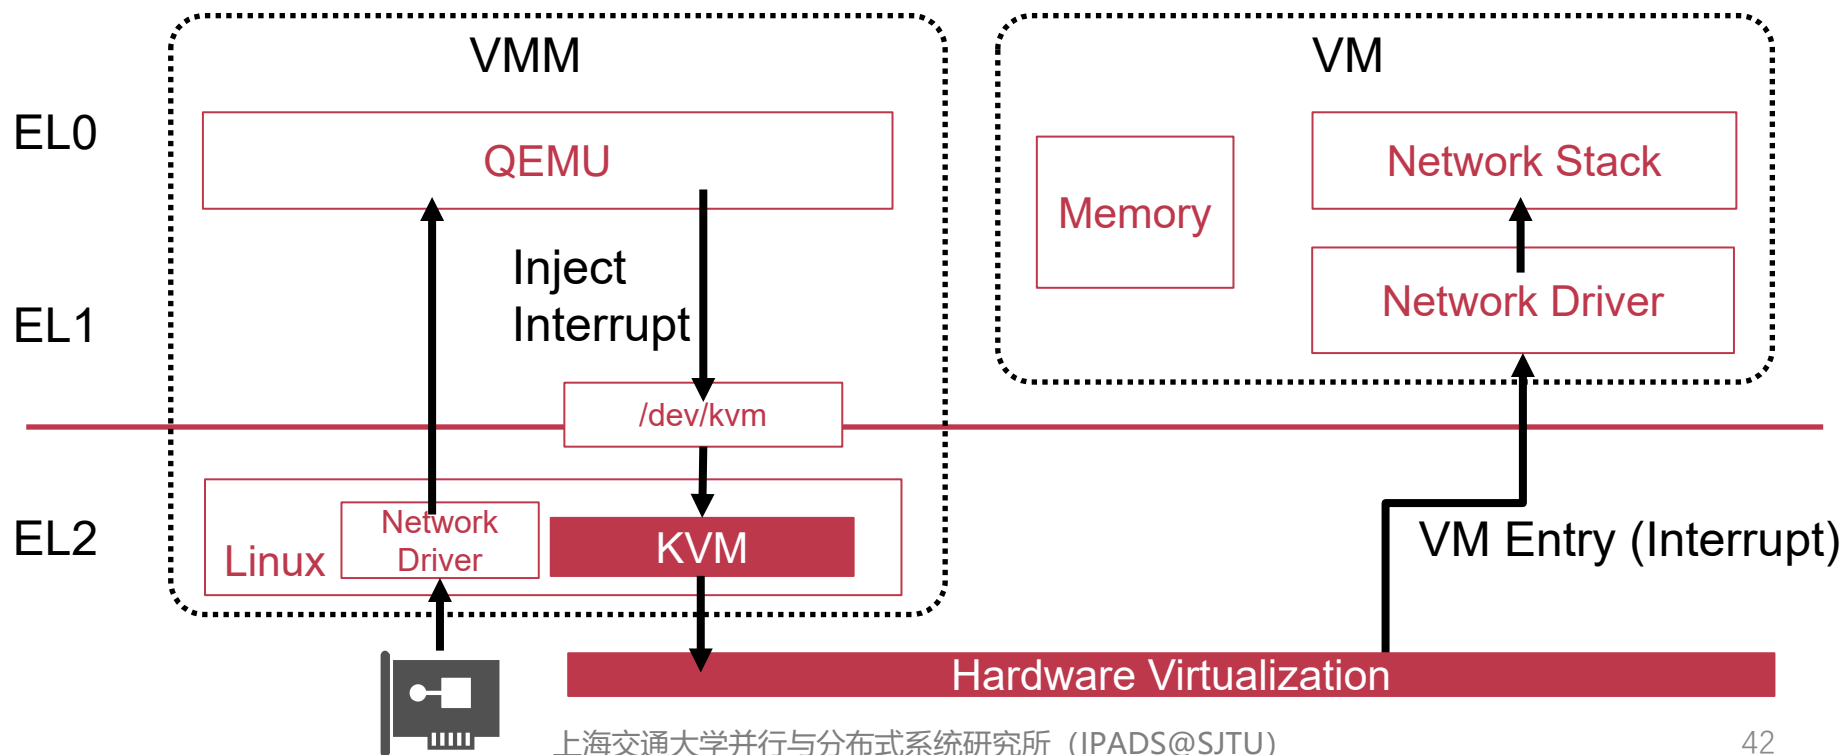 VMM
VM
EL0
QEMU
Network Stack
Memory
Inject
Interrupt
Network Driver
EL1
/dev/kvm
EL2
Linux
Network
Driver
KVM
VM Entry (Interrupt)
Hardware Virtualization
上海交通大学并行与分布式系统研究所（IPADS@SJTU）
42